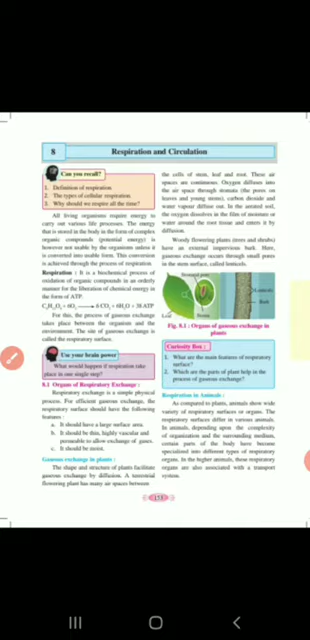 8
Respiration and Circulation
Can you recall?
1. Definition of respiration
2. The types of cellular respiration.
3. Why should we respire all the time?
All living organisms require energy to
carry out various life processes. The energy
that is stored in the body in the form of complex
organic compounds (potential energy) is
however not usable by the organisms unless it
is converted into usable form. This conversion
is achieved through the process of respiration.
Respiration : It is a biochemical process of
oxidation of organic compounds in an orderly
manner for the liberation of chemical energy in
the form of ATP.
C₆H₁₂O₆ + 6O₂ ⟶ 6 CO₂ + 6H₂O + 38 ATP
For this, the process of gaseous exchange
takes place between the organisms and the
environment. The site of gaseous exchange is
called the respiratory surface.
Use your brain power
What would happen if respiration take
place in one single step?
8.1 Organs of Respiratory Exchange :
Respiratory exchange is a simple physical
process. For efficient gaseous exchange, the
respiratory surface should have the following
features :
a. It should have a large surface area.
b. It should be thin, highly vascular and
permeable to allow exchange of gases.
c. It should be moist.
Gaseous exchange in plants :
The shape and structure of plants facilitate
gaseous exchange by diffusion. A terrestrial
flowering plant has many air spaces between
the cells of stem, leaf and root. These air
spaces are continuous. Oxygen diffuses into
the air space through stomata (the pores on
leaves and young stems), carbon dioxide and
water vapour diffuse out. In the aerated soil,
the oxygen dissolves in the film of moisture or
water around the root tissue and enters it by
diffusion.
Woody flowering plants (trees and shrubs)
have an external impervious bark. Here,
gaseous exchange occurs through small pores
in the stem surface, called lenticels.
Stomatal pore
Lenticels
Bark
Leaf
Stoma
Fig. 8.1 : Organs of gaseous exchange in
plants
Curiosity Box :
1. What are the main features of respiratory
surface?
2. Which are the parts of plant help in the
process of gaseous exchange?
Respiration in Animals :
As compared to plants, animals show wide
variety of respiratory surfaces or organs. The
respiratory surfaces differ in various animals.
In animals, depending upon the complexity
of organization and the surrounding medium,
certain parts of the body have become
specialized into different types of respiratory
organs. In the higher animals, these respiratory
organs are also associated with a transport
system.
153